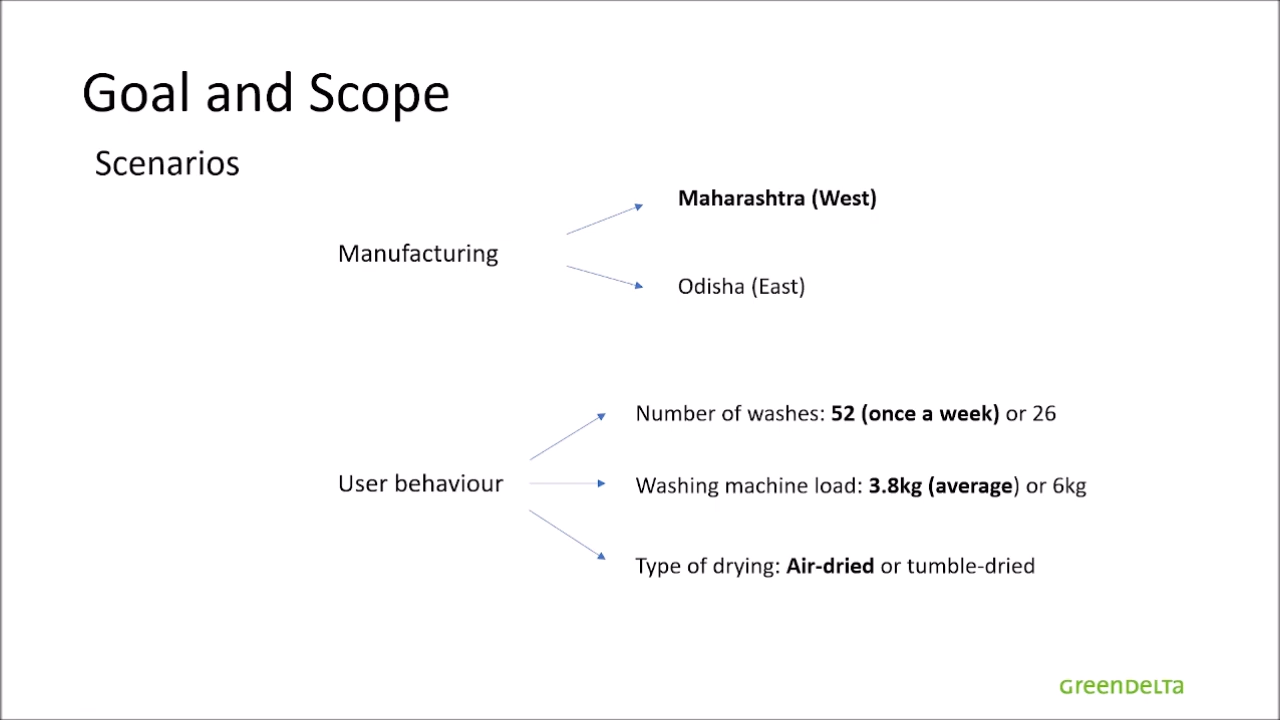 Goal and Scope
Scenarios
Maharashtra (West)
Manufacturing
Odisha (East)
Number of washes: 52 (once a week) or 26
User behaviour
Washing machine load: 3.8kg (average) or 6kg
Type of drying: Air-dried or tumble-dried
GreenDelta